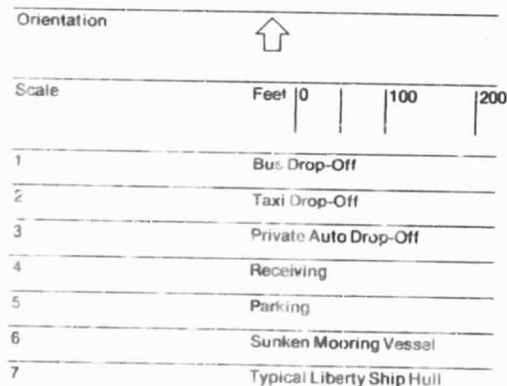 Orientation
Scale Feet 0 100 200
1 Bus Drop-Off
2 Taxi Drop-Off
3 Private Auto Drop-Off
4 Receiving
5 Parking
6 Sunken Mooring Vessel
7 Typical Liberty Ship Hull